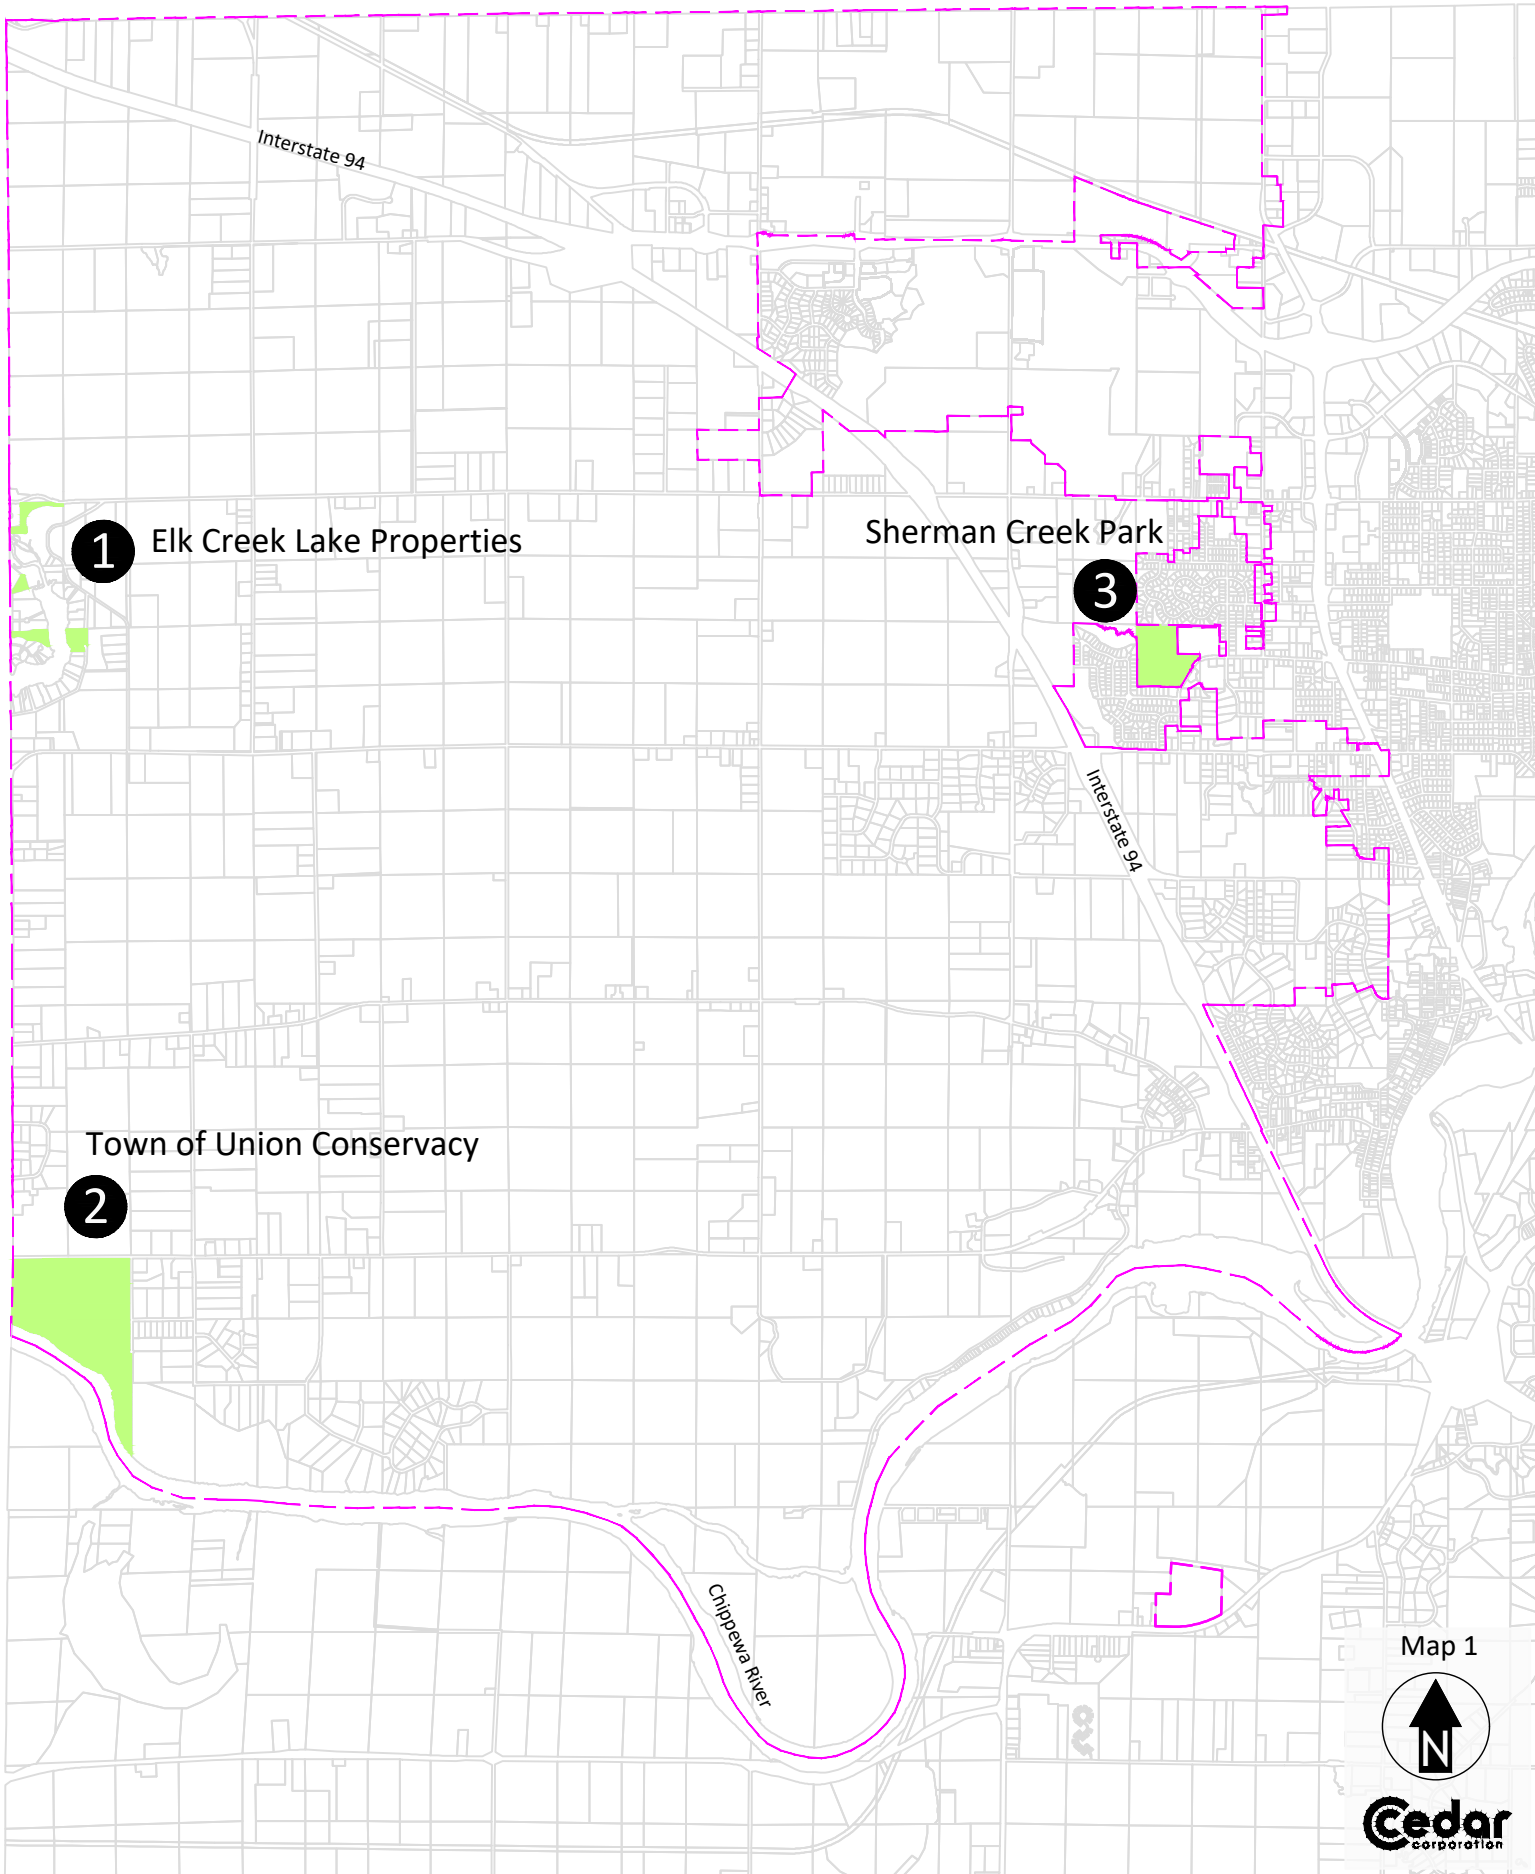 Interstate 94
1 Elk Creek Lake Properties
Sherman Creek Park
3
Interstate 94
Town of Union Conservacy
2
Chippewa River
Map 1
N
Cedar
corporation